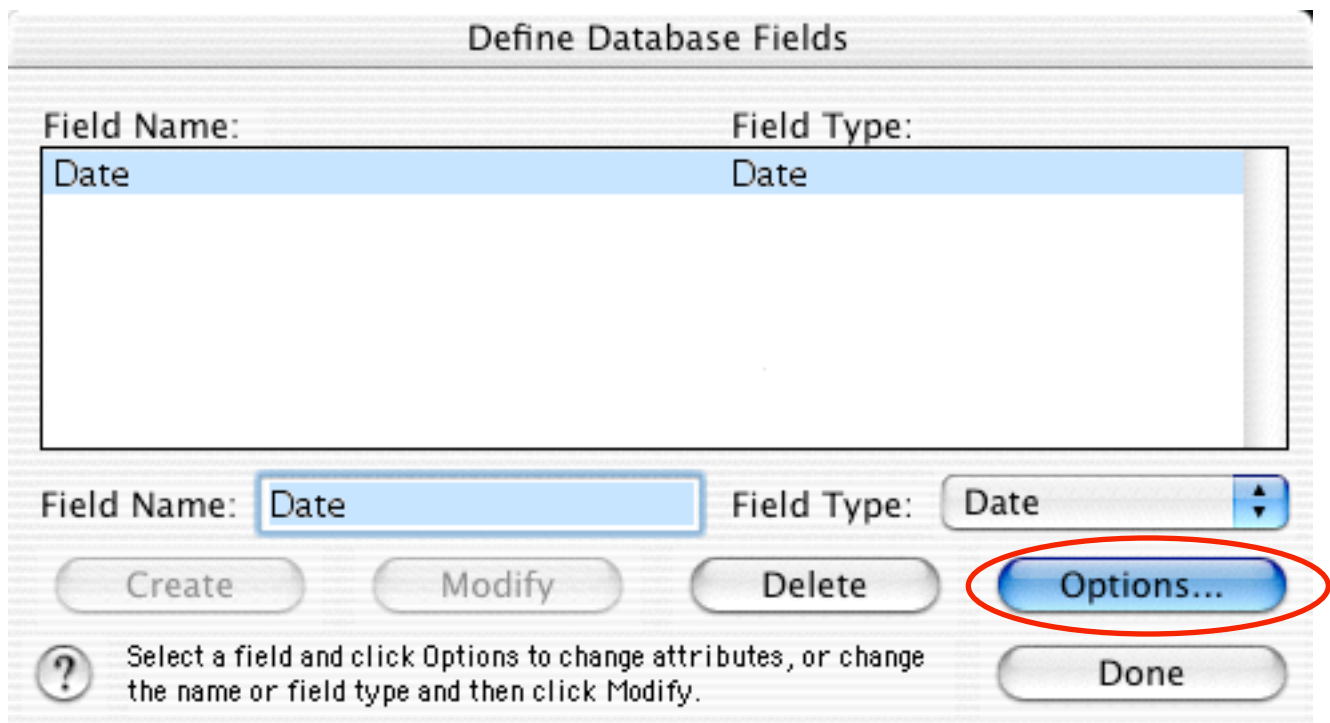 Define Database Fields
Field Name: Field Type:
Date Date
Field Name: Date Field Type: Date
Create Modify Delete Options...
? Select a field and click Options to change attributes, or change
the name or field type and then click Modify.
Done